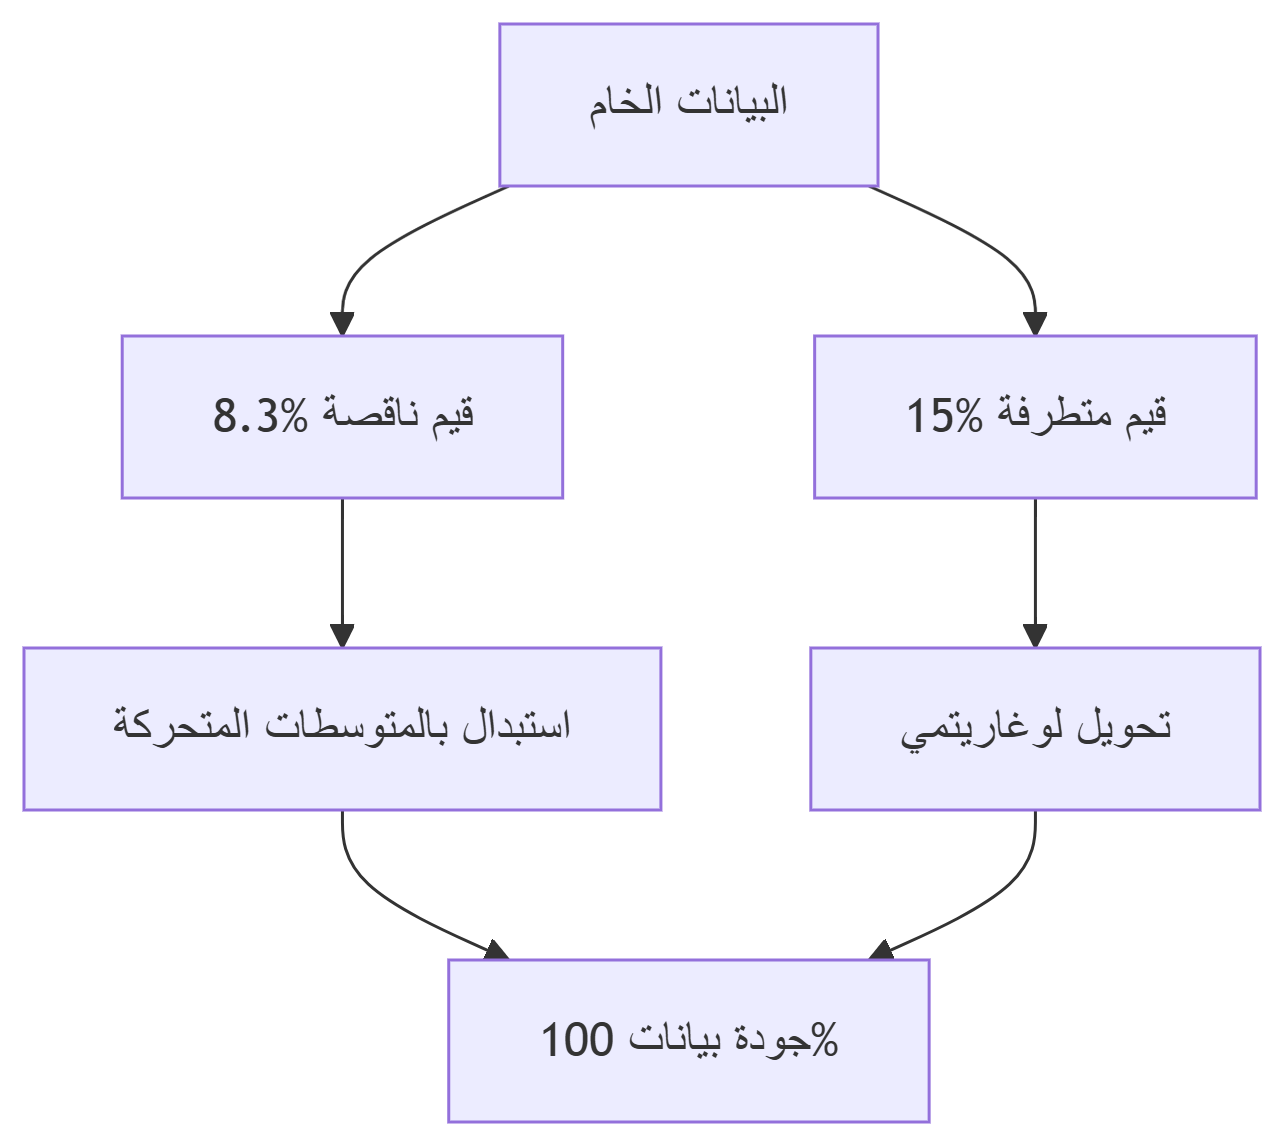 البيانات الخام
قيم ناقصة %8.3
قيم متطرفة %15
استبدال بالمتوسطات المتحركة
تحويل لوغاريتمي
%جودة بيانات 100